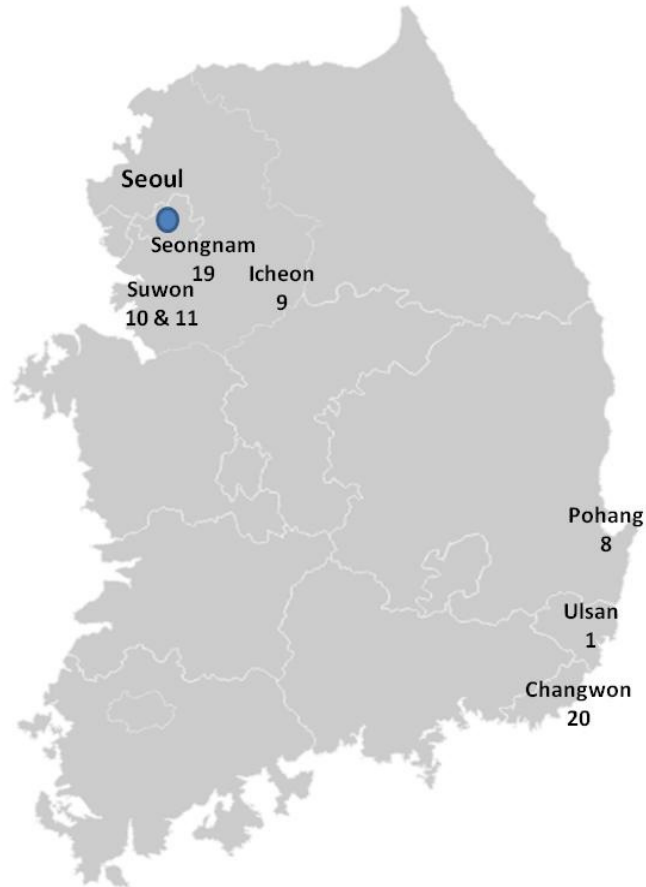 Seoul
Seongnam
19
Icheon
9
Suwon
10 & 11
Pohang
8
Ulsan
1
Changwon
20